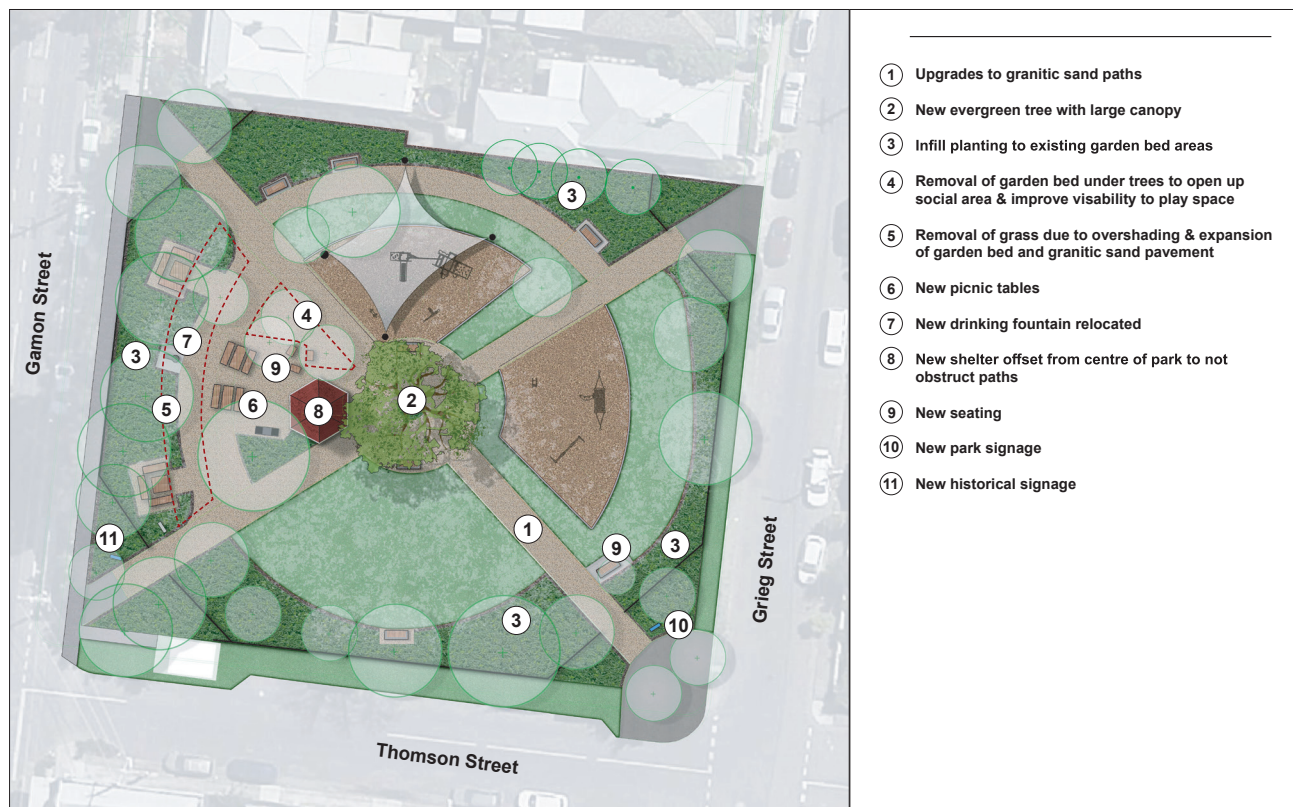 3
3
4
7
3
9
6
8
2
5
1
11
9
3
3
10
Gamon Street
Grieg Street
Thomson Street
1 Upgrades to granitic sand paths
2 New evergreen tree with large canopy
3 Infill planting to existing garden bed areas
4 Removal of garden bed under trees to open up
social area & improve visability to play space
5 Removal of grass due to overshading & expansion
of garden bed and granitic sand pavement
6 New picnic tables
7 New drinking fountain relocated
8 New shelter offset from centre of park to not
obstruct paths
9 New seating
10 New park signage
11 New historical signage